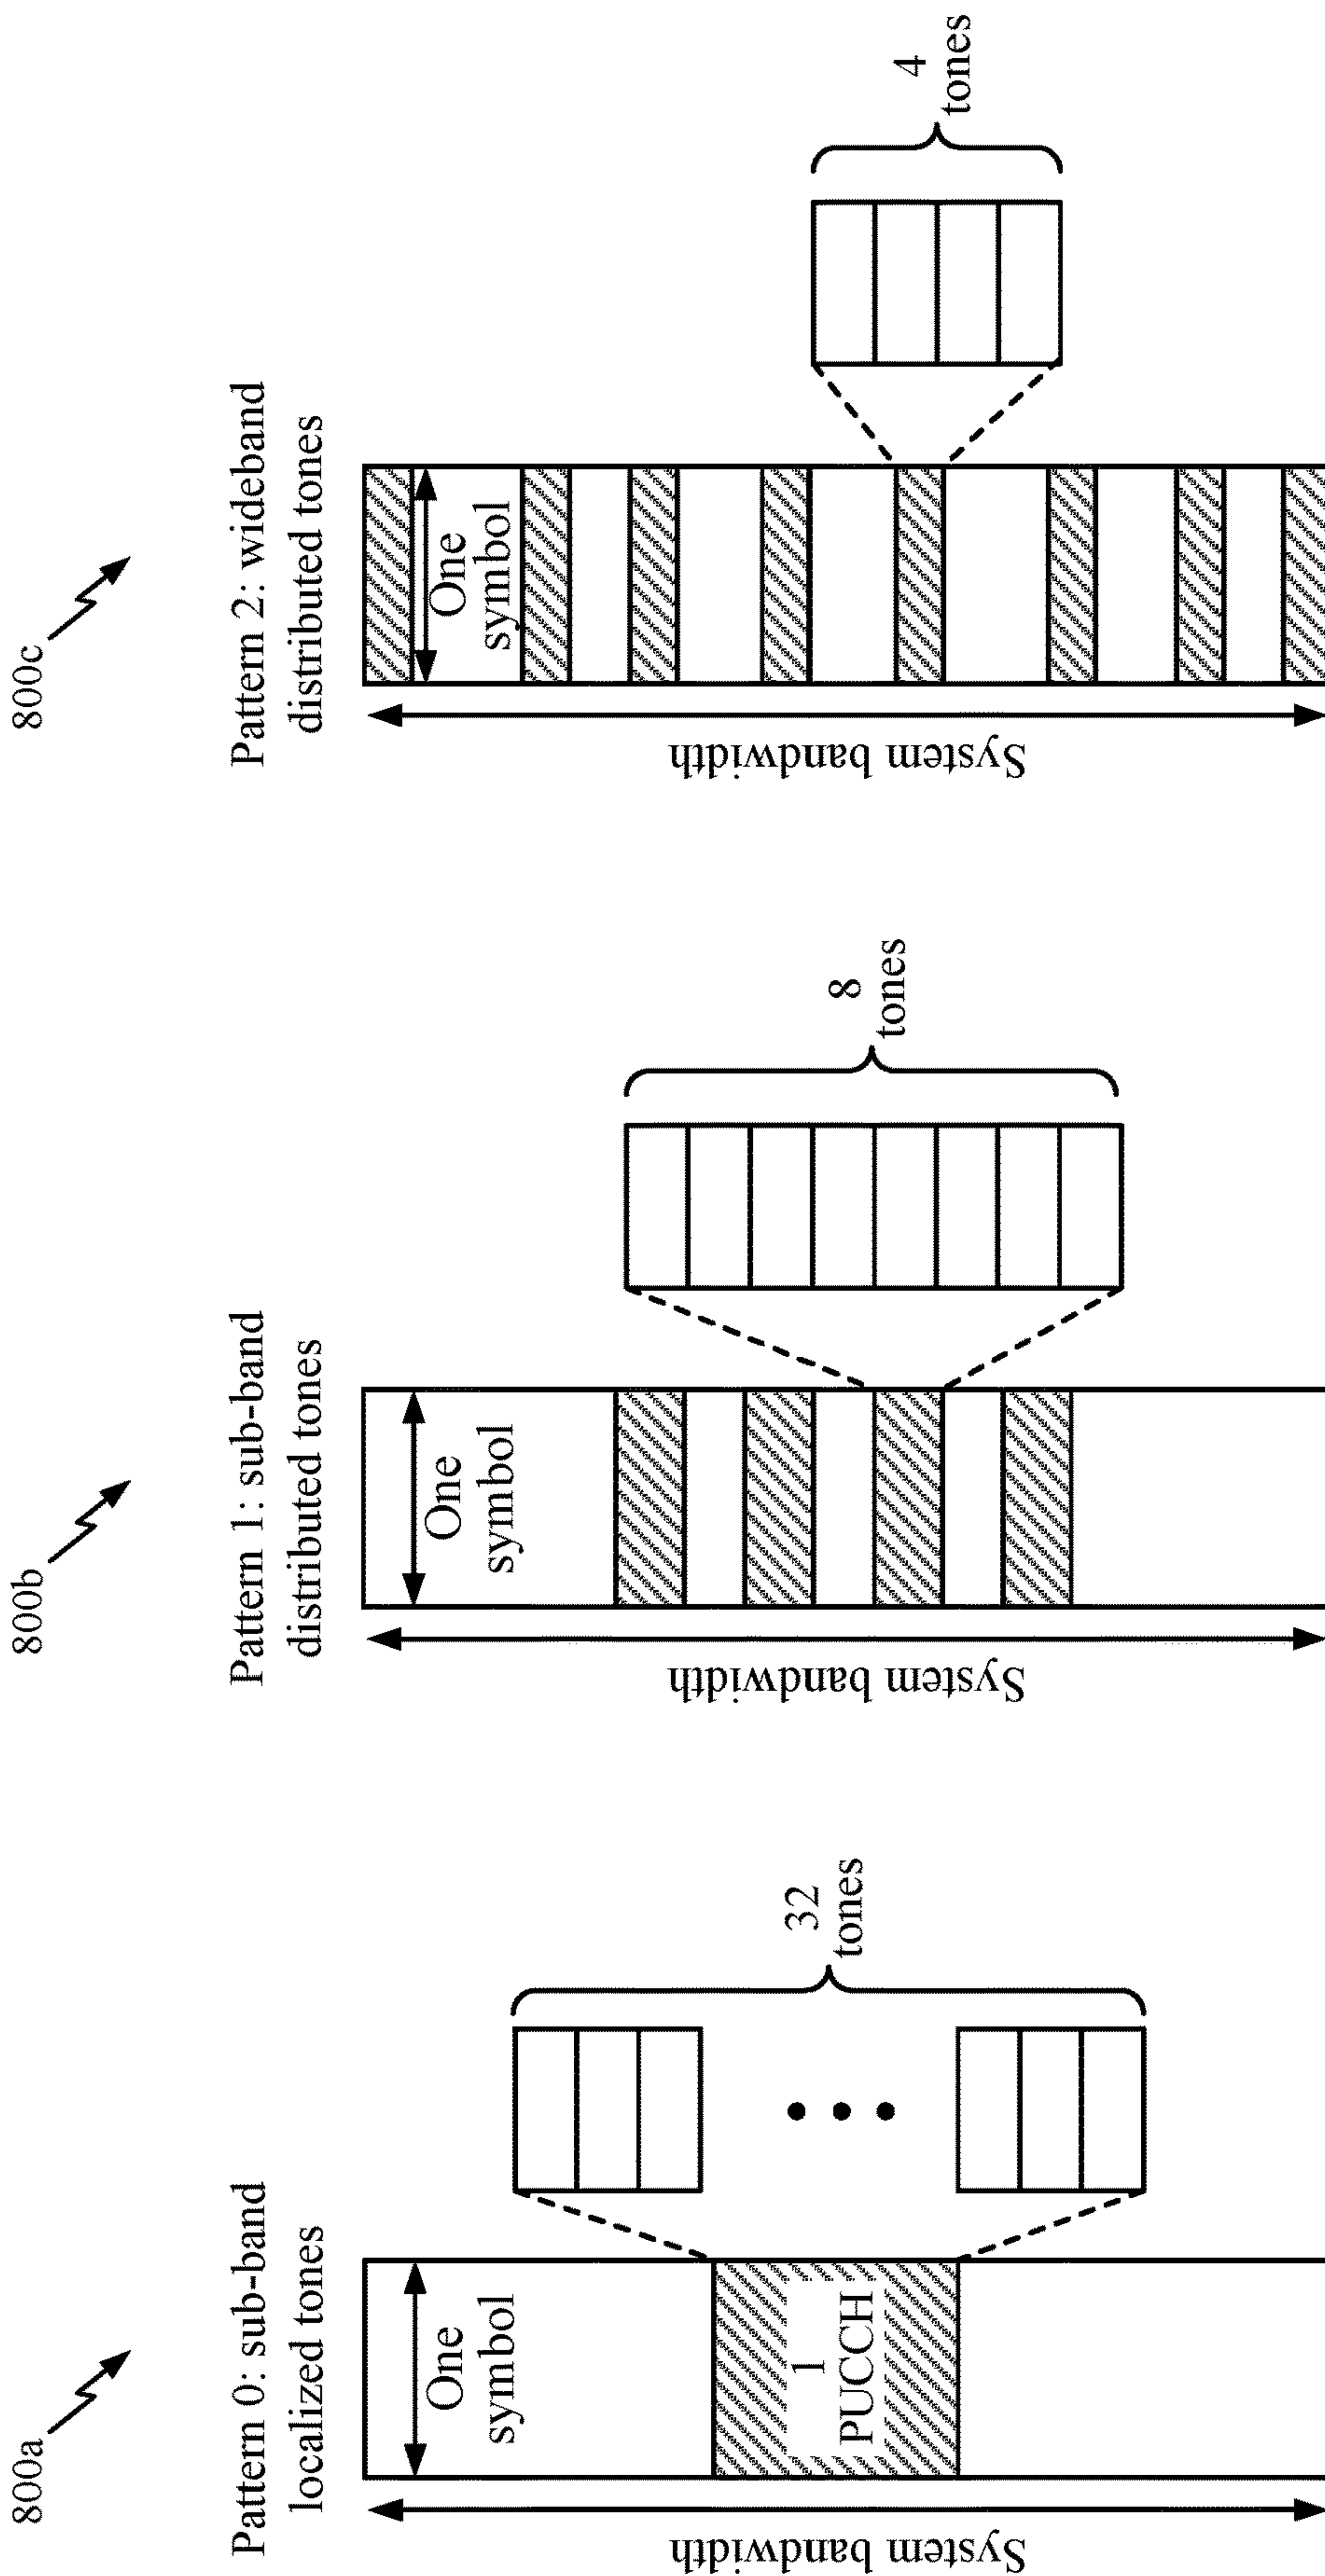 800a
Pattern 0: sub-band
localized tones
System bandwidth
One
symbol
1
PUCCH
32
tones
800b
Pattern 1: sub-band
distributed tones
System bandwidth
One
symbol
8
tones
800c
Pattern 2: wideband
distributed tones
System bandwidth
One
symbol
4
tones